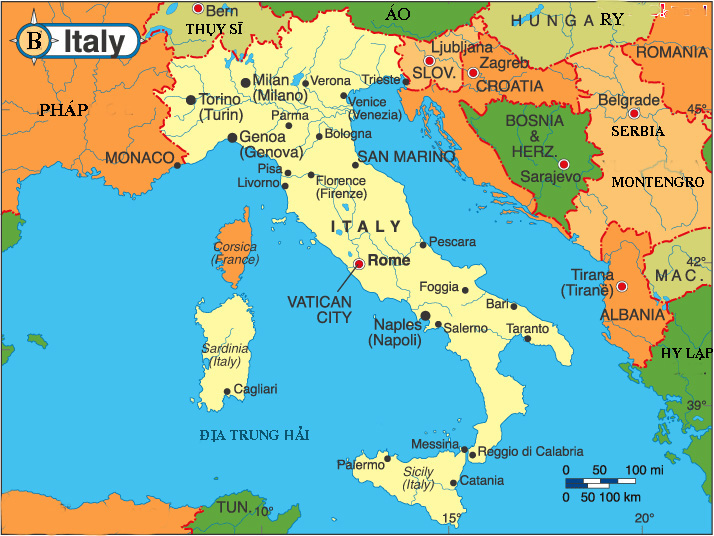 B Italy
Bern
THỤY SĨ
ÁO
HUNGARY
ROMANIA
Ljubljana
SLOV.
Zagreb
CROATIA
Trieste
Milan
(Milano)
Verona
Venice
(Venezia)
Torino
(Turin)
Parma
PHÁP
Genoa
(Genova)
Bologna
Belgrade
45°
SERBIA
BOSNIA
&
HERZ.
Sarajevo
MONTENGRO
MONACO
SAN MARINO
Pisa
Livorno
Florence
(Firenze)
ITALY
Corsica
(France)
Pescara
Rome
VATICAN
CITY
Foggia
Bari
Tirana
(Tiranë)
42°
MAC.
ALBANIA
Naples
(Napoli)
Salerno
Taranto
Sardinia
(Italy)
HY LẠP
Cagliari
39°
ĐỊA TRUNG HẢI
Messina
Reggio di Calabria
Palermo
Sicily
(Italy)
Catania
0 50 100 mi
0 50 100 km
TUN.
10°
15°
20°